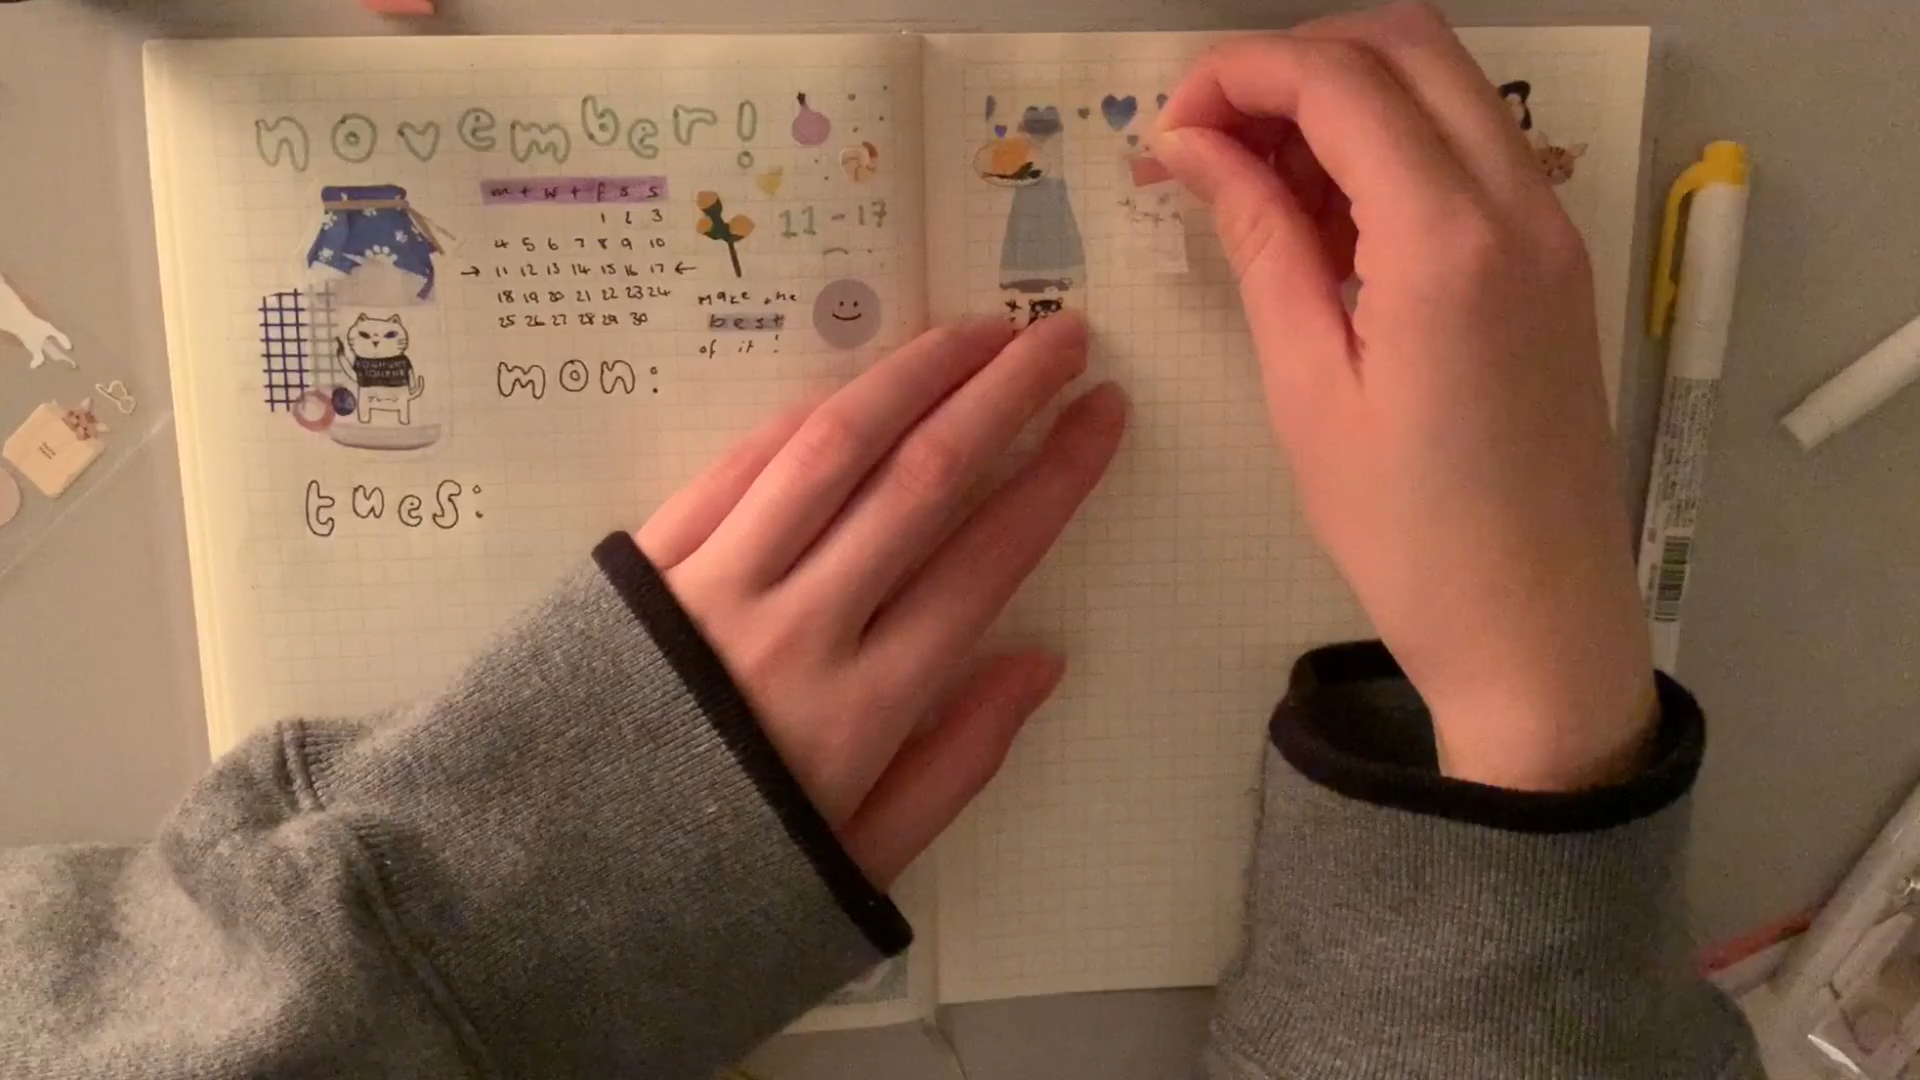 november!
m t w t f s s
1 2 3
4 5 6 7 8 9 10
→ 11 12 13 14 15 16 17 ←
18 19 20 21 22 23 24
25 26 27 28 29 30
11-17
make the
best
of it!
mon:
tues: